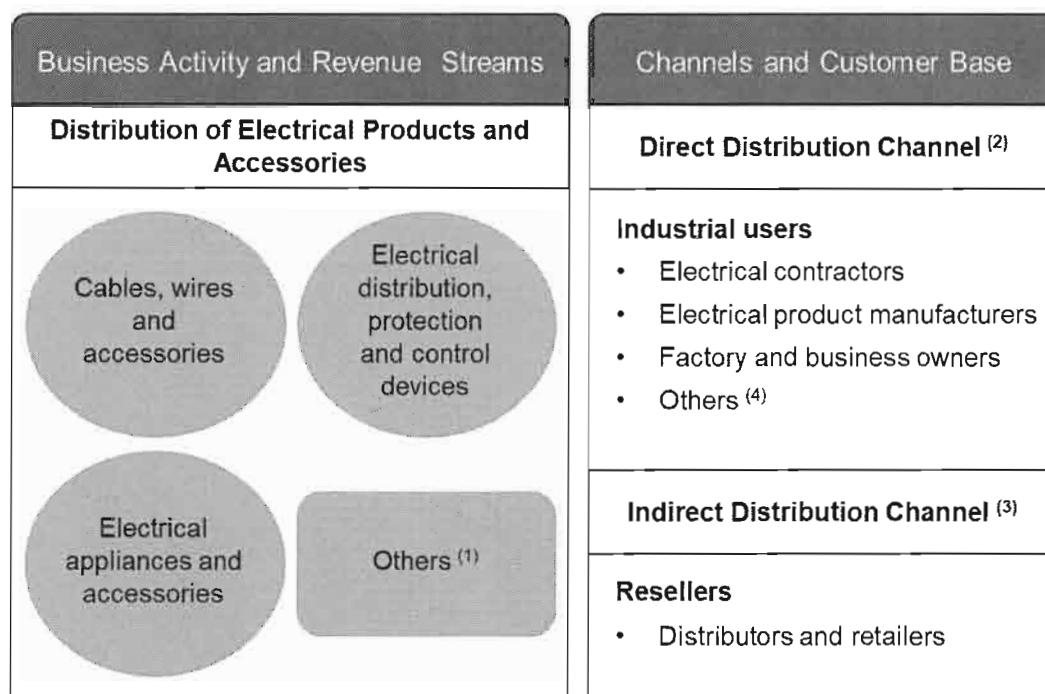 Business Activity and Revenue Streams
Distribution of Electrical Products and
Accessories
Cables, wires
and
accessories
Electrical
distribution,
protection
and control
devices
Electrical
appliances and
accessories
Others (1)
Channels and Customer Base
Direct Distribution Channel (2)
Industrial users
• Electrical contractors
• Electrical product manufacturers
• Factory and business owners
• Others (4)
Indirect Distribution Channel (3)
Resellers
• Distributors and retailers